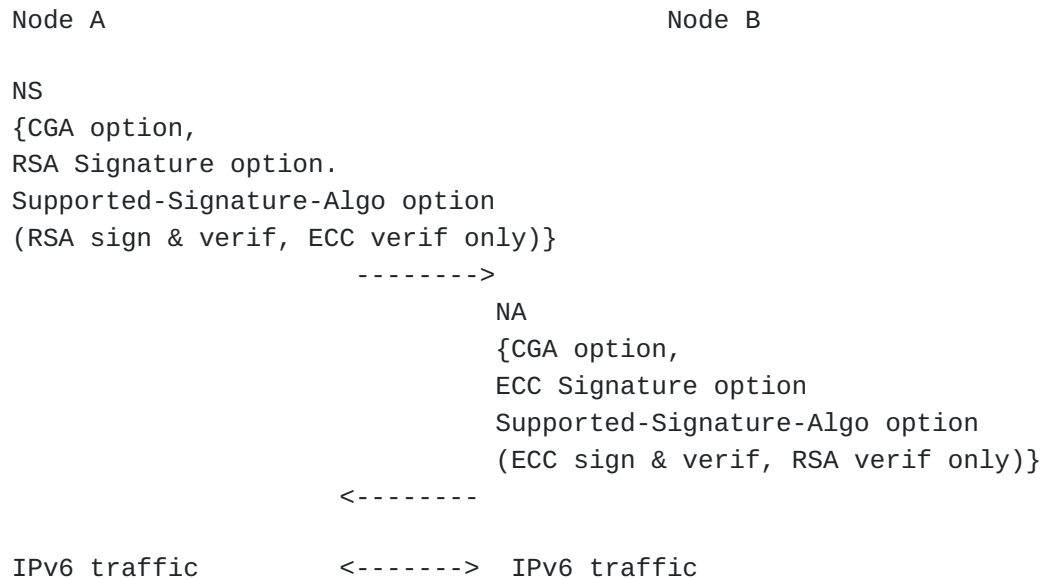 Node A                                    Node B
NS
{CGA option,
RSA Signature option.
Supported-Signature-Algo option
(RSA sign & verif, ECC verif only)}
-------->
NA
{CGA option,
ECC Signature option
Supported-Signature-Algo option
(ECC sign & verif, RSA verif only)}
<--------
IPv6 traffic         <------->  IPv6 traffic